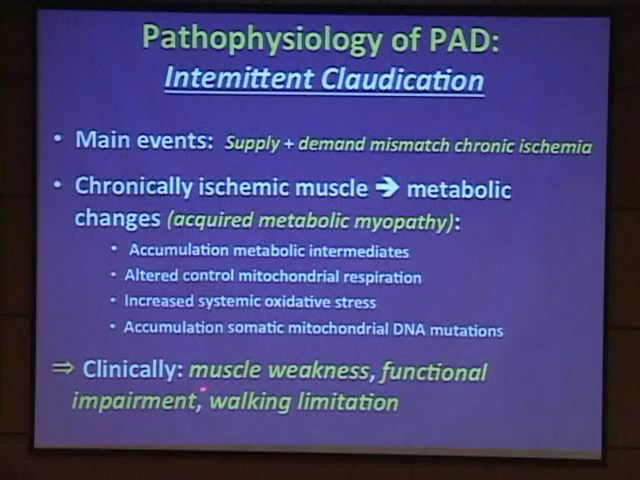 Pathophysiology of PAD:
Intemittent Claudication
• Main events: Supply + demand mismatch chronic ischemia
• Chronically ischemic muscle ➔ metabolic
changes (acquired metabolic myopathy):
• Accumulation metabolic intermediates
• Altered control mitochondrial respiration
• Increased systemic oxidative stress
• Accumulation somatic mitochondrial DNA mutations
⇒ Clinically: muscle weakness, functional
impairment, walking limitation